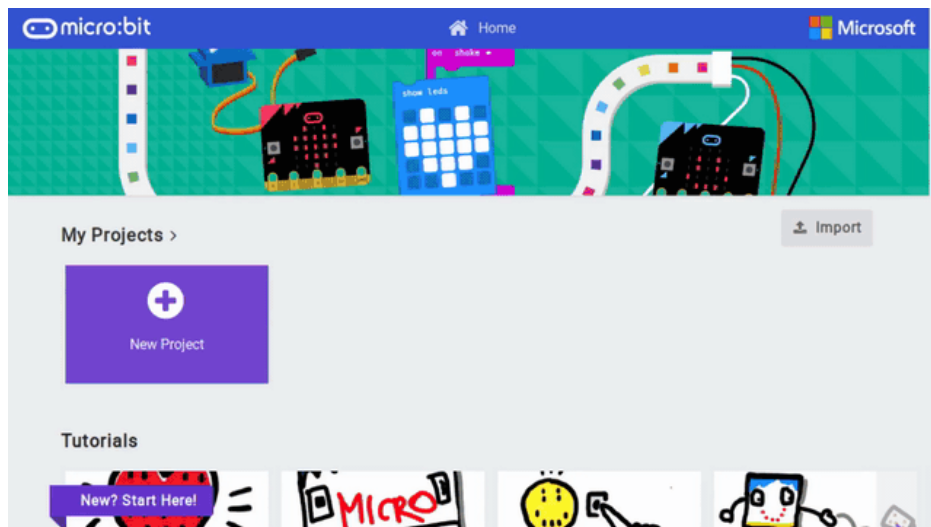 micro:bit
Home
Microsoft
on shake
show leds
My Projects >
Import
New Project
Tutorials
New? Start Here!
MICRO